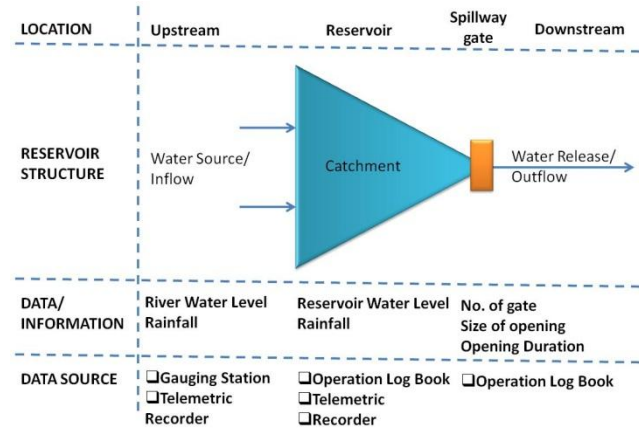 LOCATION
Upstream
Reservoir
Spillway
gate
Downstream
RESERVOIR
STRUCTURE
Water Source/
Inflow
Catchment
Water Release/
Outflow
DATA/
INFORMATION
River Water Level
Rainfall
Reservoir Water Level
Rainfall
No. of gate
Size of opening
Opening Duration
DATA SOURCE
❑Gauging Station
❑Telemetric
Recorder
❑Operation Log Book
❑Telemetric
❑Recorder
❑Operation Log Book